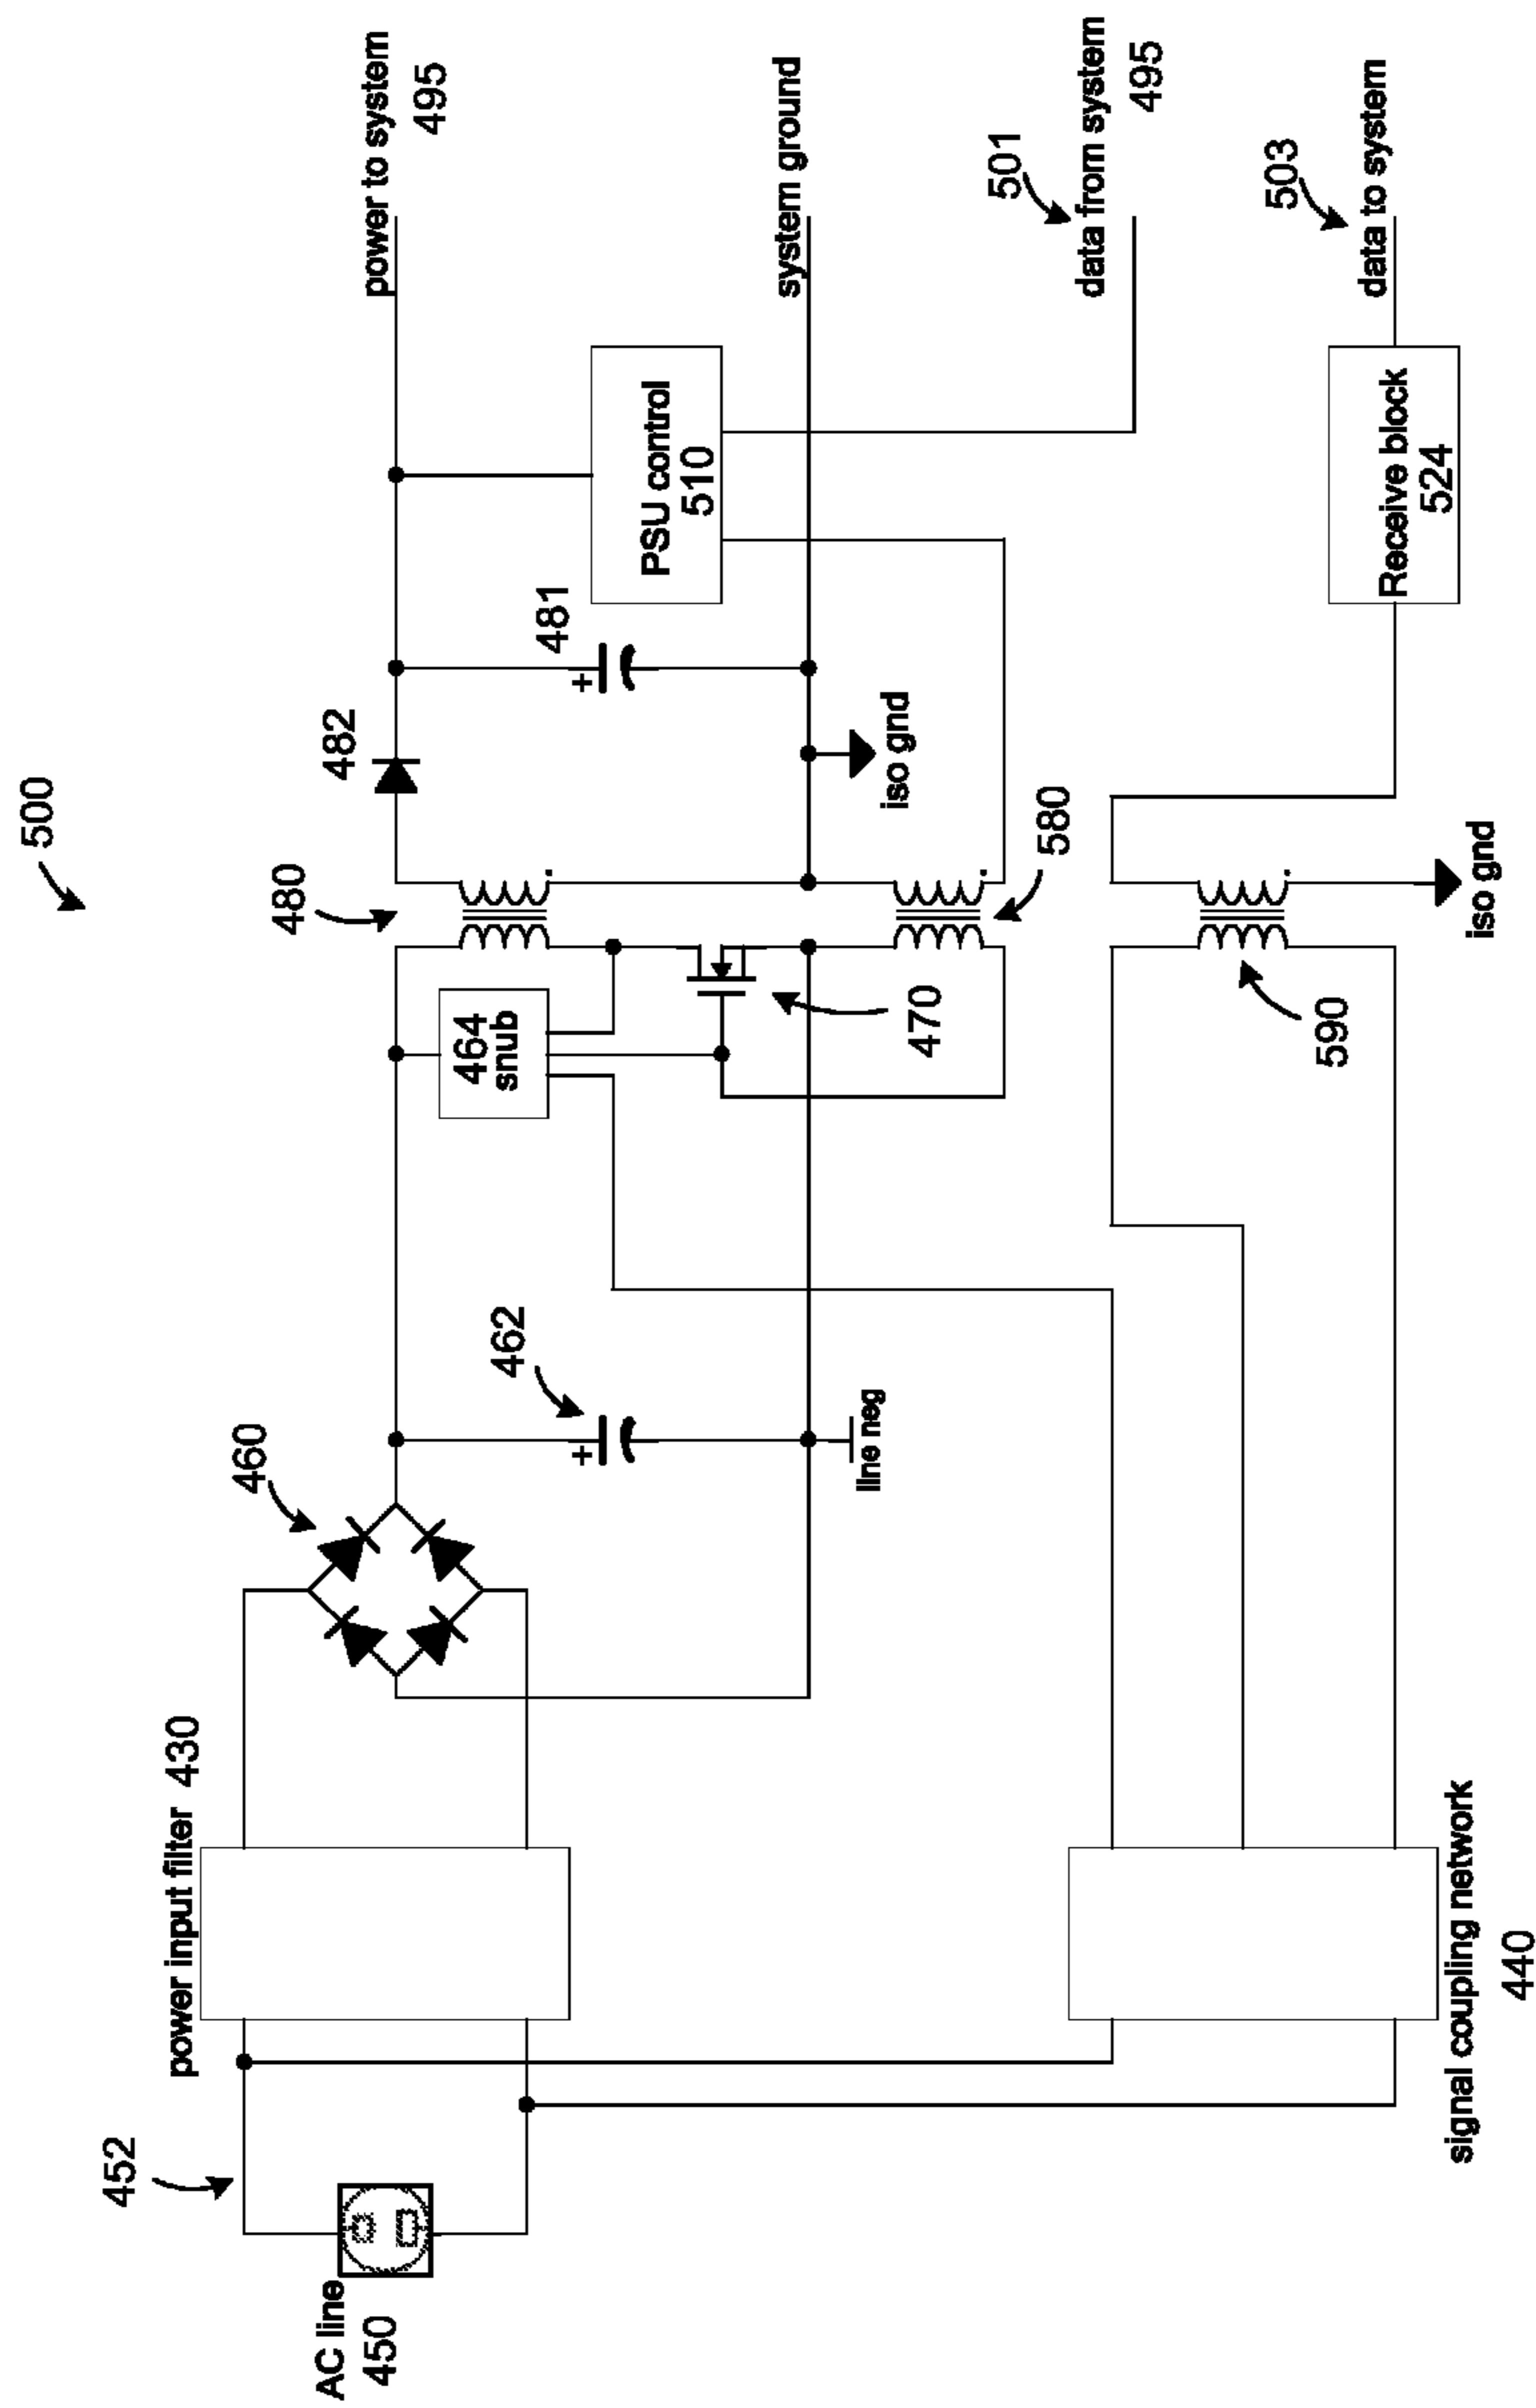 500
power to system
495
system ground
501
data from system
495
503
data to system
482
481
PSU control
510
Receive block
524
480
iso gnd
580
iso gnd
464
snub
470
590
460
462
line neg
power input filter 430
452
AC line
450
signal coupling network
440